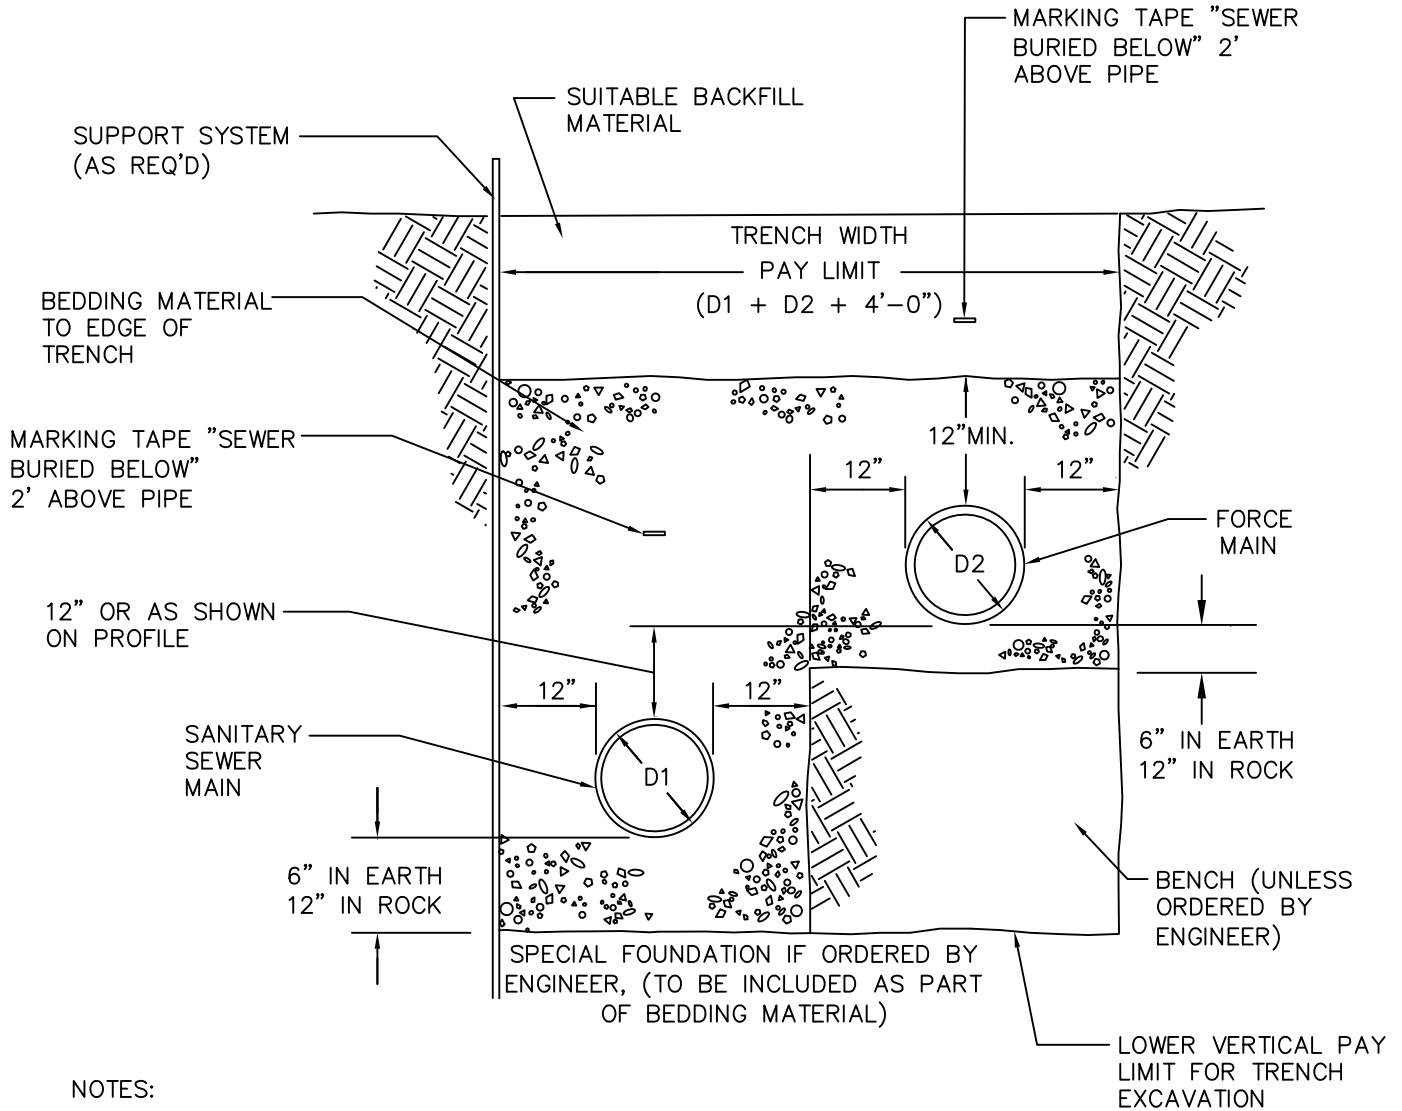 MARKING TAPE "SEWER
BURIED BELOW" 2'
ABOVE PIPE
SUITABLE BACKFILL
MATERIAL
SUPPORT SYSTEM
(AS REQ'D)
TRENCH WIDTH
PAY LIMIT
(D1 + D2 + 4'-0")
BEDDING MATERIAL
TO EDGE OF
TRENCH
MARKING TAPE "SEWER
BURIED BELOW"
2' ABOVE PIPE
12"MIN.
12"
12"
FORCE
MAIN
D2
12" OR AS SHOWN
ON PROFILE
12"
12"
SANITARY
SEWER
MAIN
D1
6" IN EARTH
12" IN ROCK
6" IN EARTH
12" IN ROCK
BENCH (UNLESS
ORDERED BY
ENGINEER)
SPECIAL FOUNDATION IF ORDERED BY
ENGINEER, (TO BE INCLUDED AS PART
OF BEDDING MATERIAL)
LOWER VERTICAL PAY
LIMIT FOR TRENCH
EXCAVATION
NOTES: